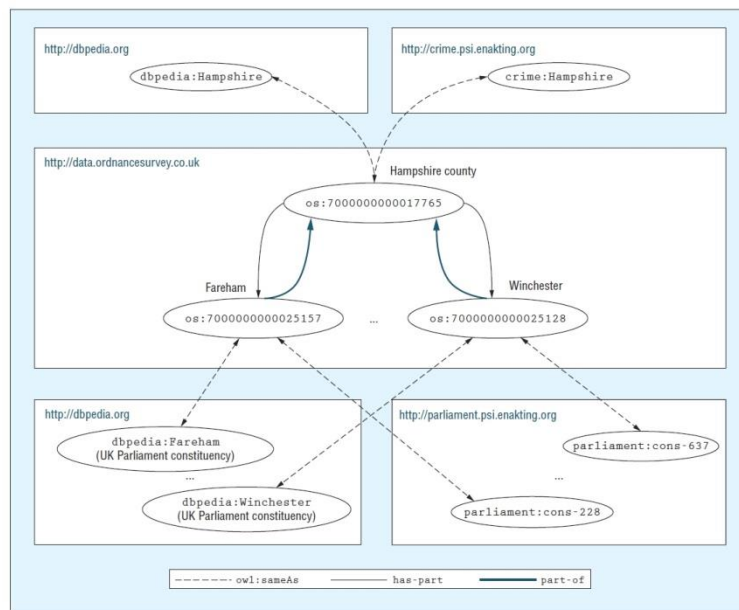 http://dbpedia.org
dbpedia:Hampshire
http://crime.psi.enakting.org
crime:Hampshire
http://data.ordnancesurvey.co.uk
Hampshire county
os:7000000000017765
Fareham
Winchester
os:7000000000025157
...
os:7000000000025128
http://dbpedia.org
dbpedia:Fareham
(UK Parliament constituency)
...
dbpedia:Winchester
(UK Parliament constituency)
http://parliament.psi.enakting.org
parliament:cons-637
...
parliament:cons-228
owl:sameAs
has-part
part-of